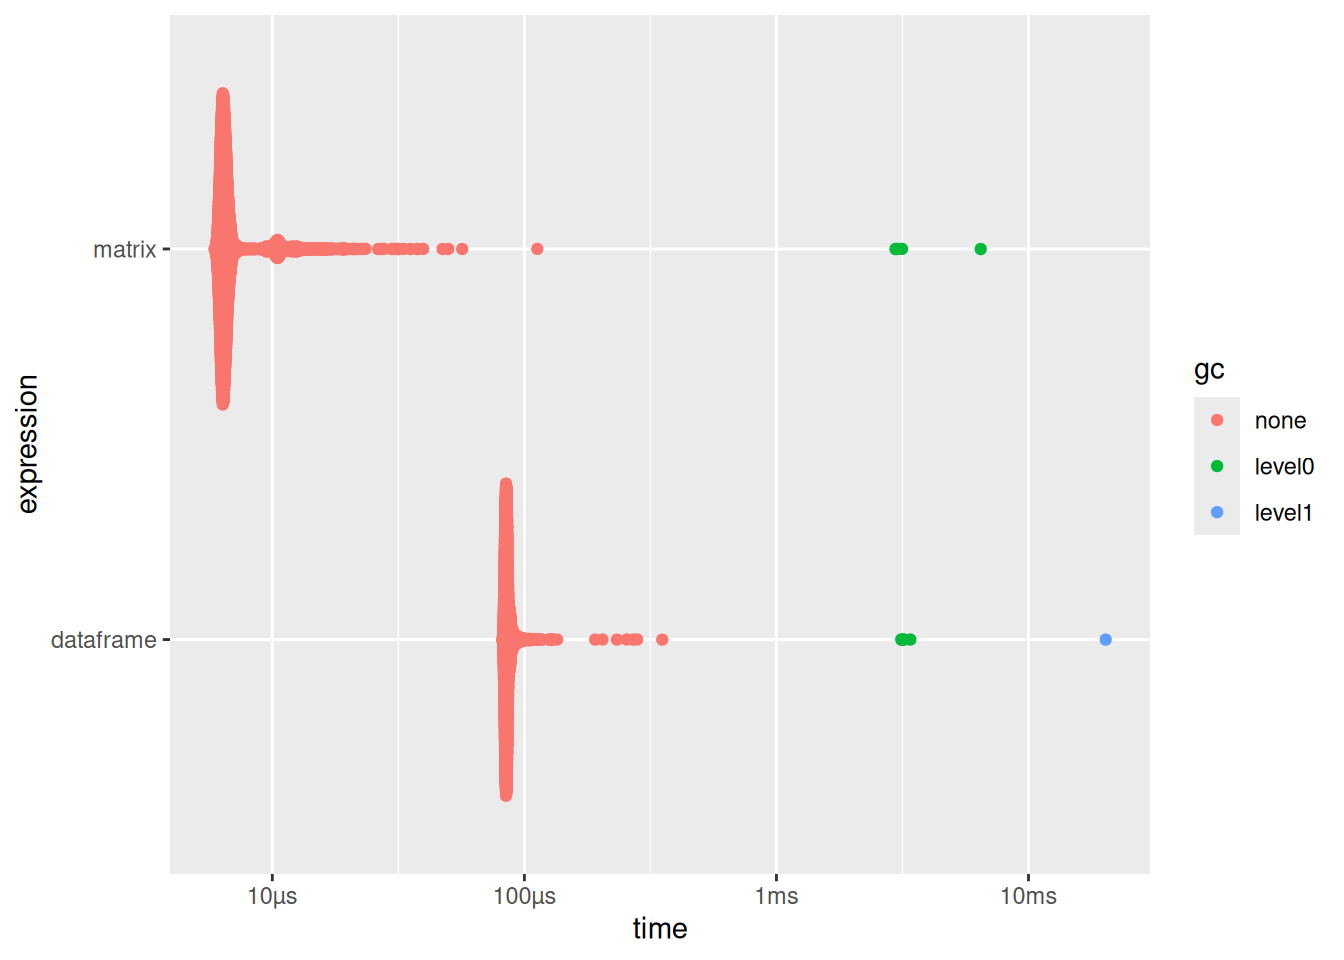 matrix
dataframe
expression
10µs
100µs
1ms
10ms
time
gc
none
level0
level1